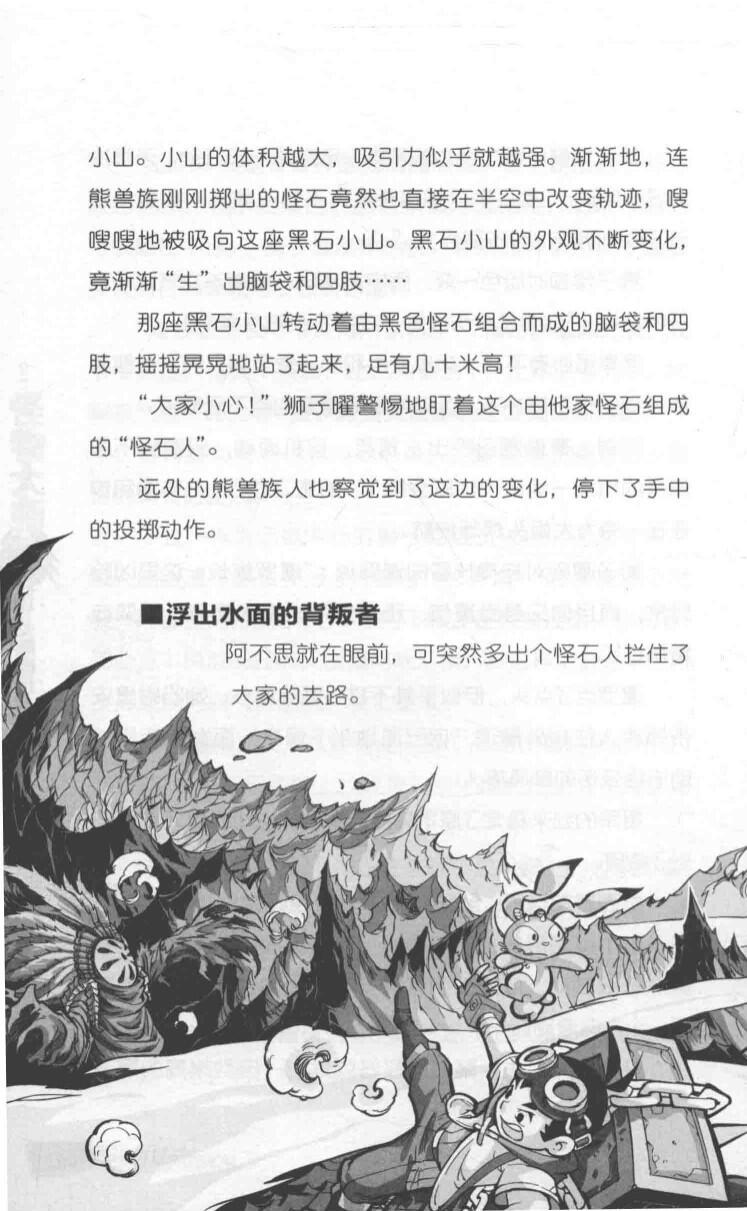 小山。小山的体积越大，吸引力似乎就越强。渐渐地，连
熊兽族刚刚掷出的怪石竟然也直接在半空中改变轨迹，嗖
嗖嗖地被吸向这座黑石小山。黑石小山的外观不断变化，
竟渐渐“生”出脑袋和四肢……
那座黑石小山转动着由黑色怪石组合而成的脑袋和四
肢，摇摇晃晃地站了起来，足有几十米高！
“大家小心！”狮子曜警惕地盯着这个由他家怪石组成
的“怪石人”。
远处的熊兽族人也察觉到了这边的变化，停下了手中
的投掷动作。
■浮出水面的背叛者
阿不思就在眼前，可突然多出个怪石人拦住了
大家的去路。